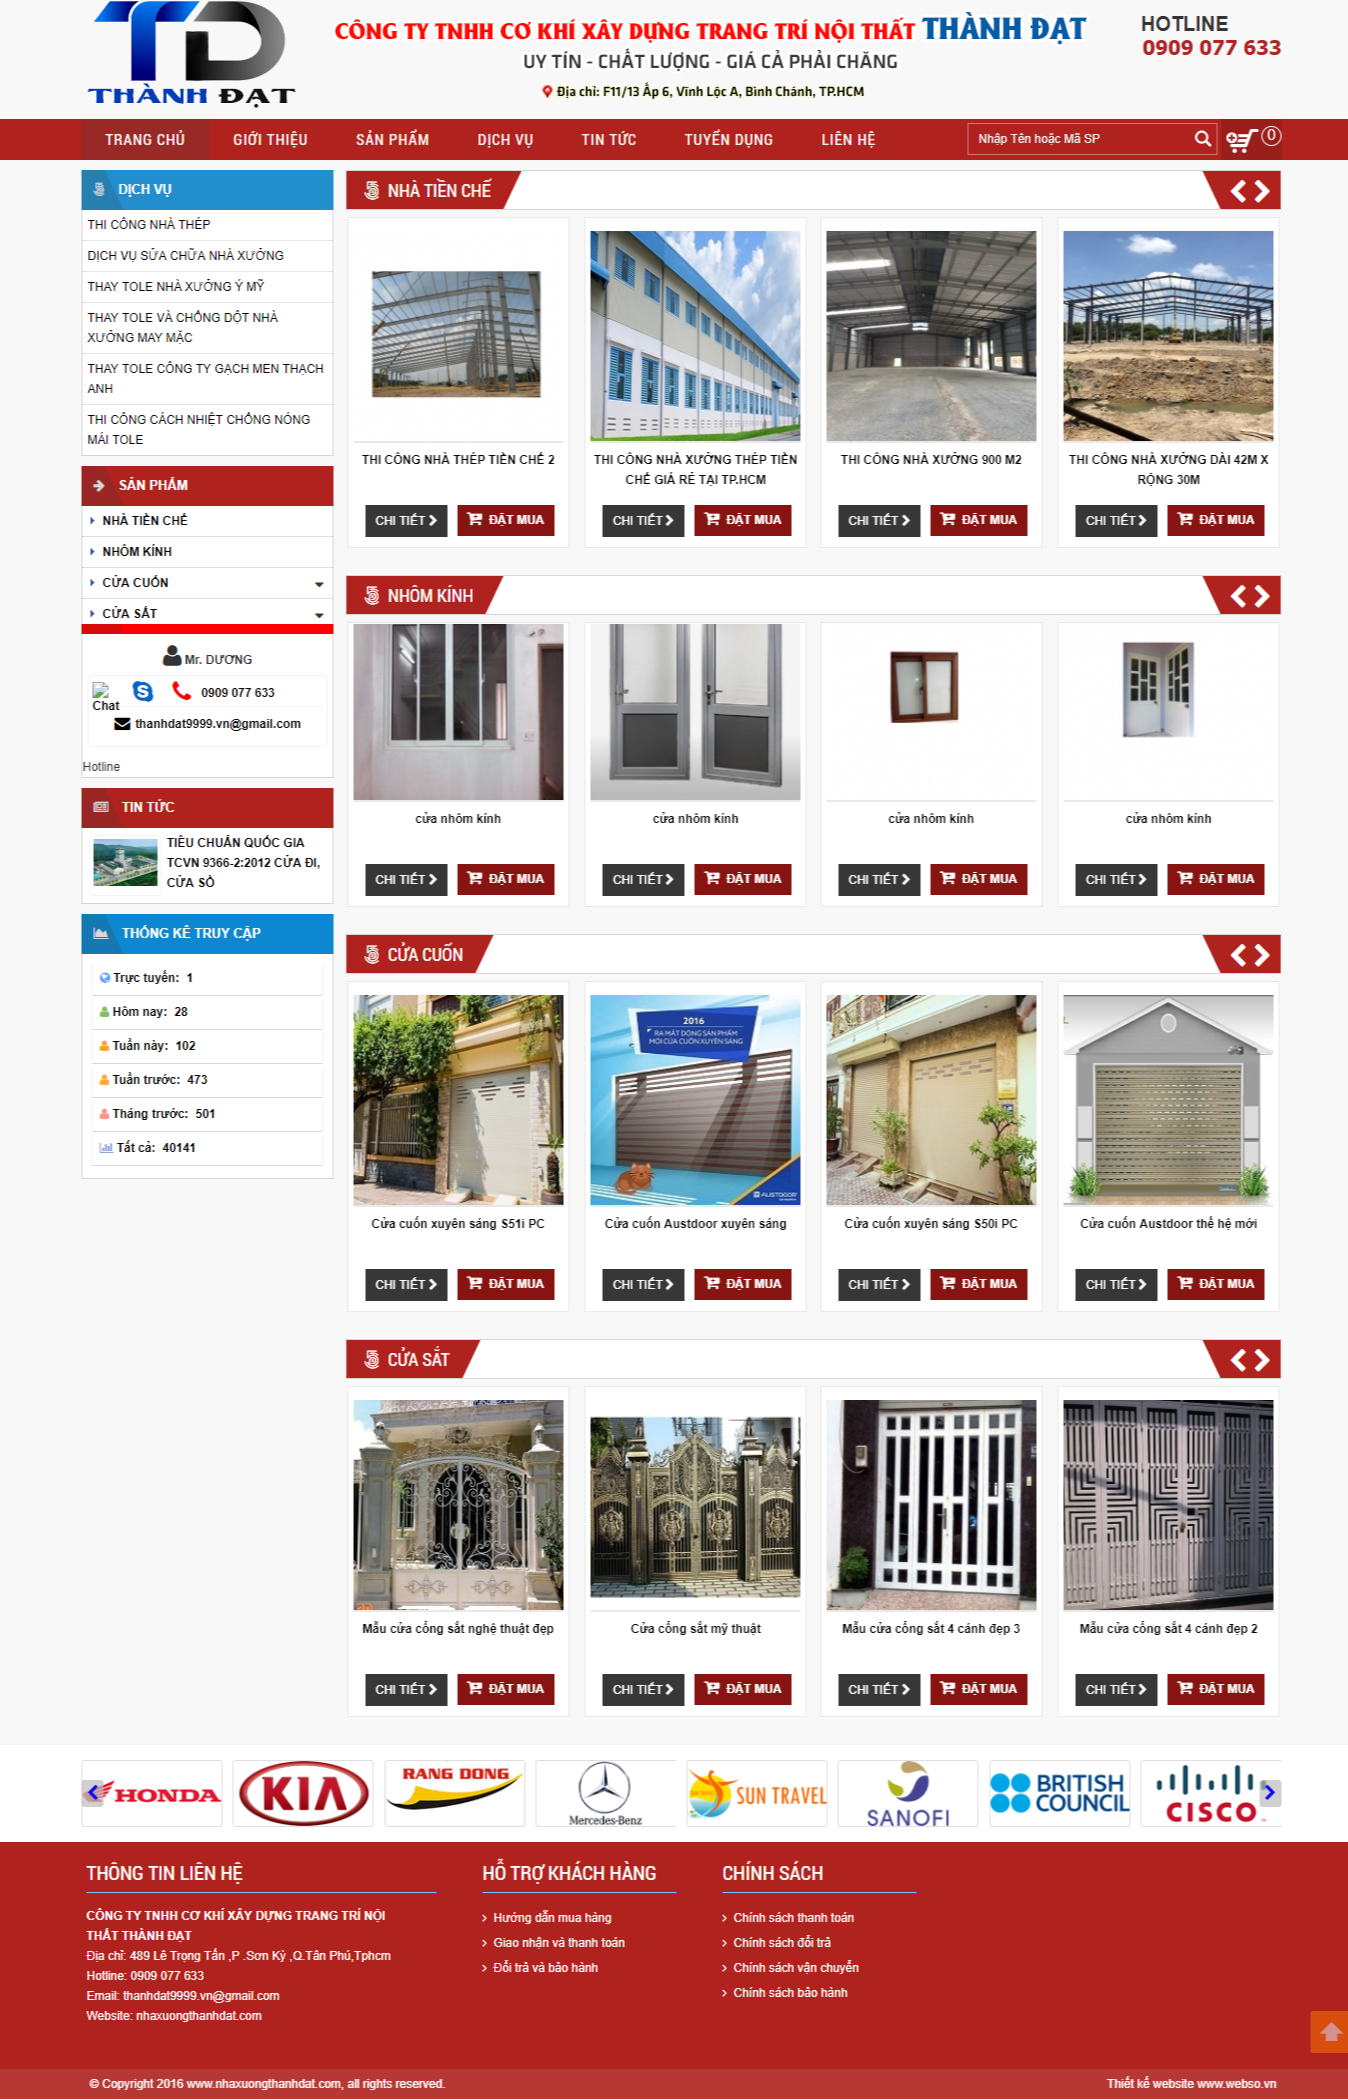 TD
THÀNH ĐẠT
CÔNG TY TNHH CƠ KHÍ XÂY DỰNG TRANG TRÍ NỘI THẤT THÀNH ĐẠT
UY TÍN - CHẤT LƯỢNG - GIÁ CẢ PHẢI CHĂNG
Địa chỉ: F11/13 Ấp 6, Vĩnh Lộc A, Bình Chánh, TP.HCM
HOTLINE
0909 077 633
TRANG CHỦ GIỚI THIỆU SẢN PHẨM DỊCH VỤ TIN TỨC TUYỂN DỤNG LIÊN HỆ Nhập Tên hoặc Mã SP 0
DỊCH VỤ
THI CÔNG NHÀ THÉP
DỊCH VỤ SỬA CHỮA NHÀ XƯỞNG
THAY TOLE NHÀ XƯỞNG Ý MỸ
THAY TOLE VÀ CHỐNG DỘT NHÀ
XƯỞNG MAY MẶC
THAY TOLE CÔNG TY GẠCH MEN THẠCH
ANH
THI CÔNG CÁCH NHIỆT CHỐNG NÓNG
MÁI TOLE
SẢN PHẨM
NHÀ TIỀN CHẾ
NHÔM KÍNH
CỬA CUỐN
CỬA SẮT
Mr. DƯƠNG
Chat 0909 077 633
thanhdat9999.vn@gmail.com
Hotline
TIN TỨC
TIÊU CHUẨN QUỐC GIA
TCVN 9366-2:2012 CỬA ĐI,
CỬA SỔ
THỐNG KÊ TRUY CẬP
Trực tuyến: 1
Hôm nay: 28
Tuần này: 102
Tuần trước: 473
Tháng trước: 501
Tất cả: 40141
NHÀ TIỀN CHẾ
THI CÔNG NHÀ THÉP TIỀN CHẾ 2
CHI TIẾT ĐẶT MUA
THI CÔNG NHÀ XƯỞNG THÉP TIỀN
CHẾ GIÁ RẺ TẠI TP.HCM
CHI TIẾT ĐẶT MUA
THI CÔNG NHÀ XƯỞNG 900 M2
CHI TIẾT ĐẶT MUA
THI CÔNG NHÀ XƯỞNG DÀI 42M X
RỘNG 30M
CHI TIẾT ĐẶT MUA
NHÔM KÍNH
cửa nhôm kính
CHI TIẾT ĐẶT MUA
cửa nhôm kính
CHI TIẾT ĐẶT MUA
cửa nhôm kính
CHI TIẾT ĐẶT MUA
cửa nhôm kính
CHI TIẾT ĐẶT MUA
CỬA CUỐN
Cửa cuốn xuyên sáng S51i PC
CHI TIẾT ĐẶT MUA
2016
RA MẮT DÒNG SẢN PHẨM
MỚI CỬA CUỐN XUYÊN SÁNG
AUSTDOOR
Cửa cuốn Austdoor xuyên sáng
CHI TIẾT ĐẶT MUA
Cửa cuốn xuyên sáng S50i PC
CHI TIẾT ĐẶT MUA
Cửa cuốn Austdoor thế hệ mới
CHI TIẾT ĐẶT MUA
CỬA SẮT
Mẫu cửa cổng sắt nghệ thuật đẹp
CHI TIẾT ĐẶT MUA
Cửa cổng sắt mỹ thuật
CHI TIẾT ĐẶT MUA
Mẫu cửa cổng sắt 4 cánh đẹp 3
CHI TIẾT ĐẶT MUA
Mẫu cửa cổng sắt 4 cánh đẹp 2
CHI TIẾT ĐẶT MUA
HONDA
KIA
RANG DONG
Mercedes-Benz
SUN TRAVEL
SANOFI
BRITISH
COUNCIL
CISCO
THÔNG TIN LIÊN HỆ
CÔNG TY TNHH CƠ KHÍ XÂY DỰNG TRANG TRÍ NỘI
THẤT THÀNH ĐẠT
Địa chỉ: 489 Lê Trọng Tấn ,P .Sơn Kỳ ,Q.Tân Phú,Tphcm
Hotline: 0909 077 633
Email: thanhdat9999.vn@gmail.com
Website: nhaxuongthanhdat.com
HỖ TRỢ KHÁCH HÀNG
Hướng dẫn mua hàng
Giao nhận và thanh toán
Đổi trả và bảo hành
CHÍNH SÁCH
Chính sách thanh toán
Chính sách đổi trả
Chính sách vận chuyển
Chính sách bảo hành
© Copyright 2016 www.nhaxuongthanhdat.com, all rights reserved.
Thiết kế website www.webso.vn